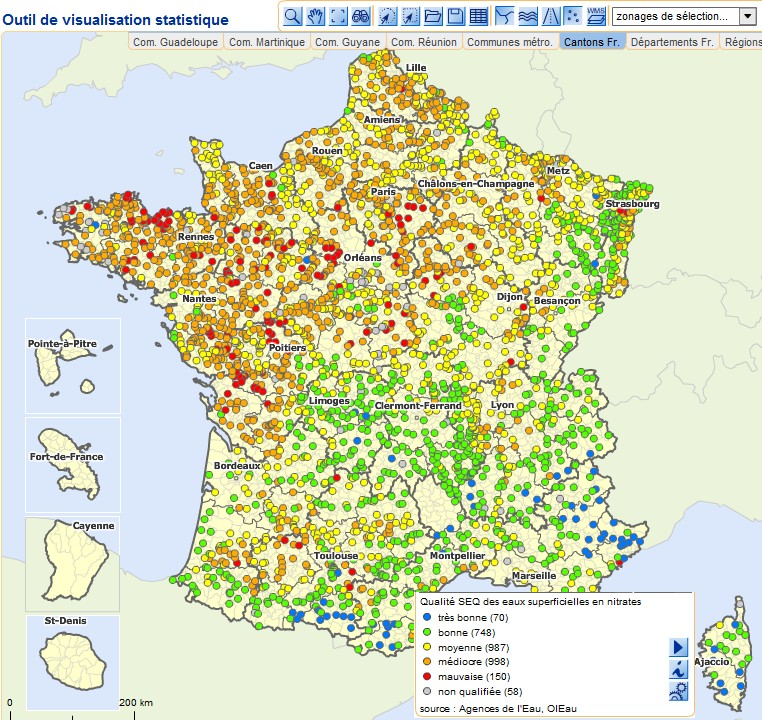 Outil de visualisation statistique
WMS
zonages de sélection...
Com. Guadeloupe
Com. Martinique
Com. Guyane
Com. Réunion
Communes métro.
Cantons Fr.
Départements Fr.
Régions
Lille
Amiens
Rouen
Caen
Metz
Châlons-en-Champagne
Paris
Strasbourg
Rennes
Orléans
Nantes
Dijon
Besançon
Pointe-à-Pitre
Poitiers
Limoges
Clermont-Ferrand
Lyon
Fort-de-France
Bordeaux
Cayenne
Toulouse
Montpellier
Marseille
St-Denis
Ajaccio
Qualité SEQ des eaux superficielles en nitrates
très bonne (70)
bonne (748)
moyenne (987)
médiocre (998)
mauvaise (150)
non qualifiée (58)
source : Agences de l'Eau, OIEau
0 200 km